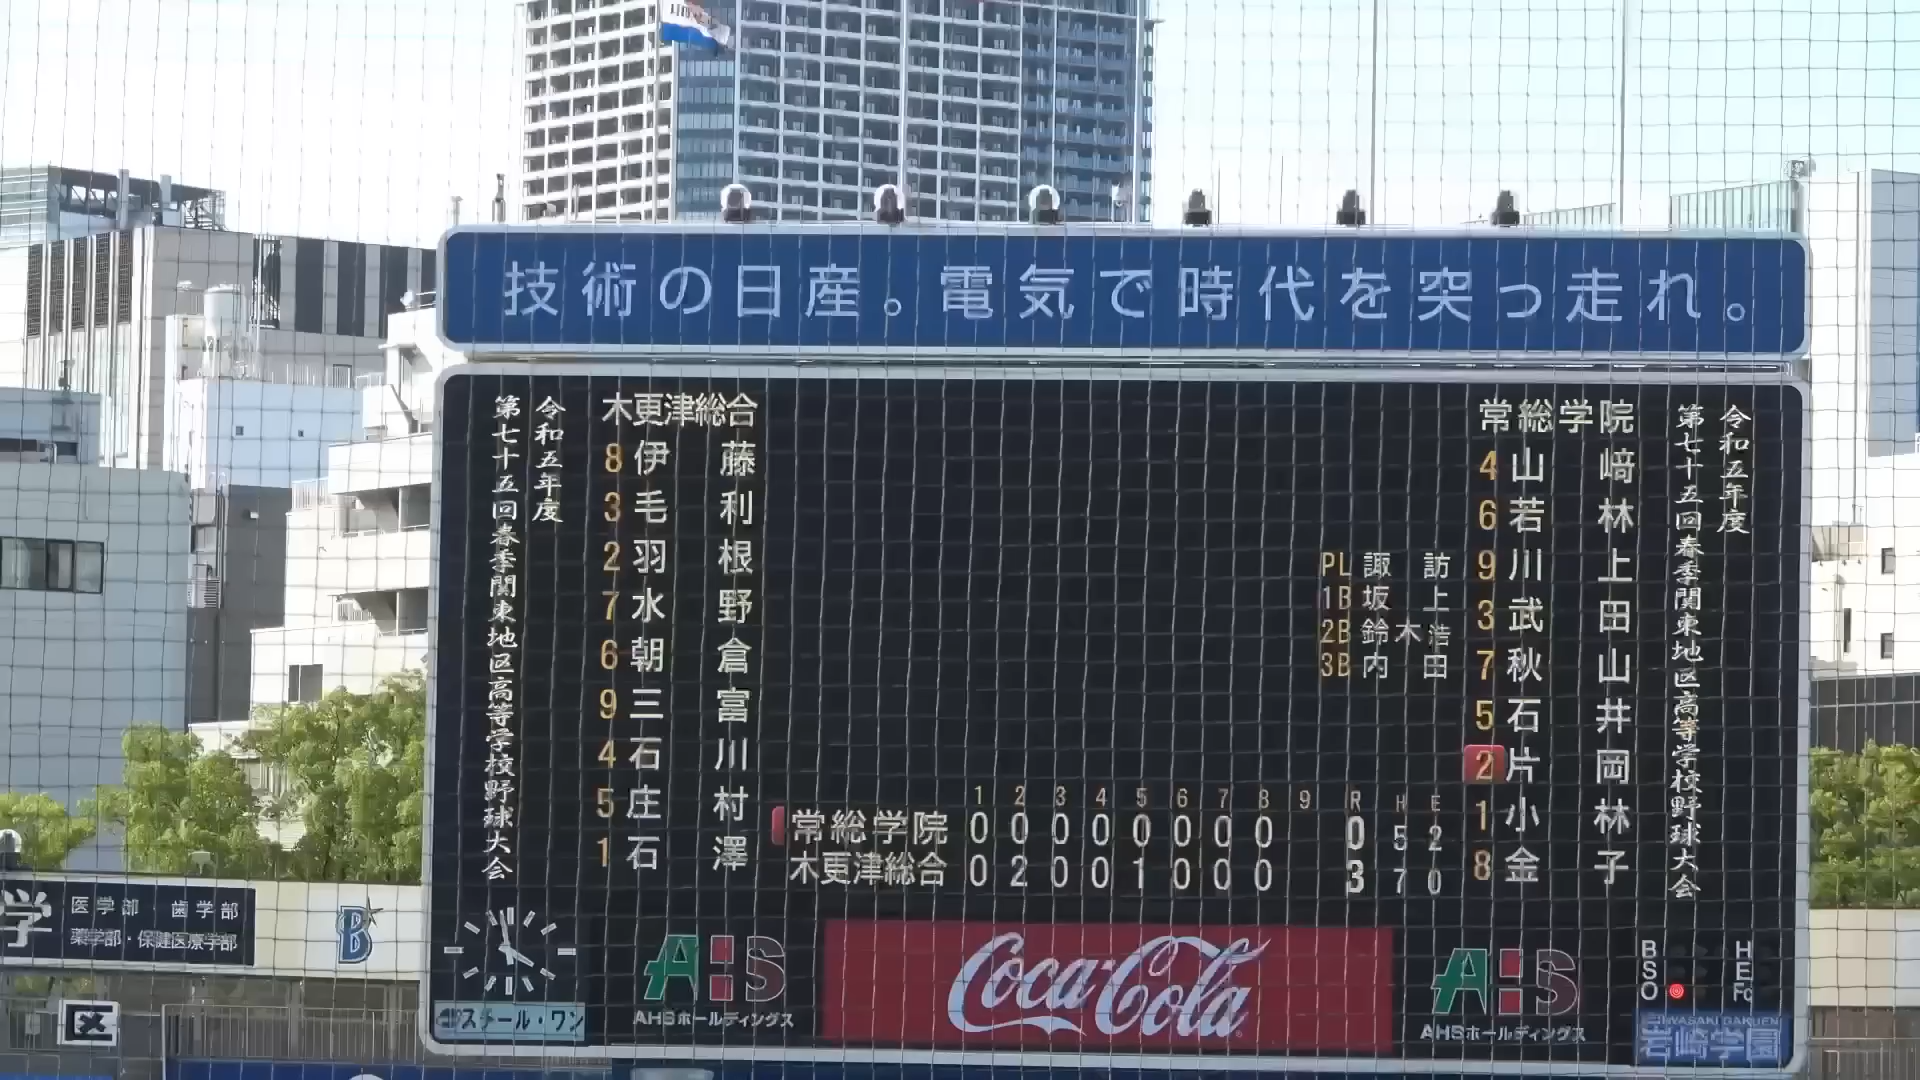 技術の日産。電気で時代を突っ走れ。
令和五年度
第七十五回春季関東地区高等学校野球大会
木更津総合
8 伊藤
3 毛利
2 羽根
7 水野
6 朝倉
9 三富
4 石川
5 庄村
1 石澤
PL 諏訪
1B 坂上
2B 鈴木浩
3B 内田
常総学院
4 山﨑
6 若林
9 川上
3 武田
7 秋山
5 石井
2 片岡
1 小林
8 金子
令和五年度
第七十五回春季関東地区高等学校野球大会
1 2 3 4 5 6 7 8 9 R H E
常総学院 0 0 0 0 0 0 0 0 0 5 2
木更津総合 0 2 0 0 1 0 0 0 3 7 0
学
医学部 歯学部
薬学部・保健医療学部
B
スチール・ワン
AHS
AHSホールディングス
Coca-Cola
AHS
AHSホールディングス
B H
S E
O Fc
IWASAKI GAKUEN
岩崎学園